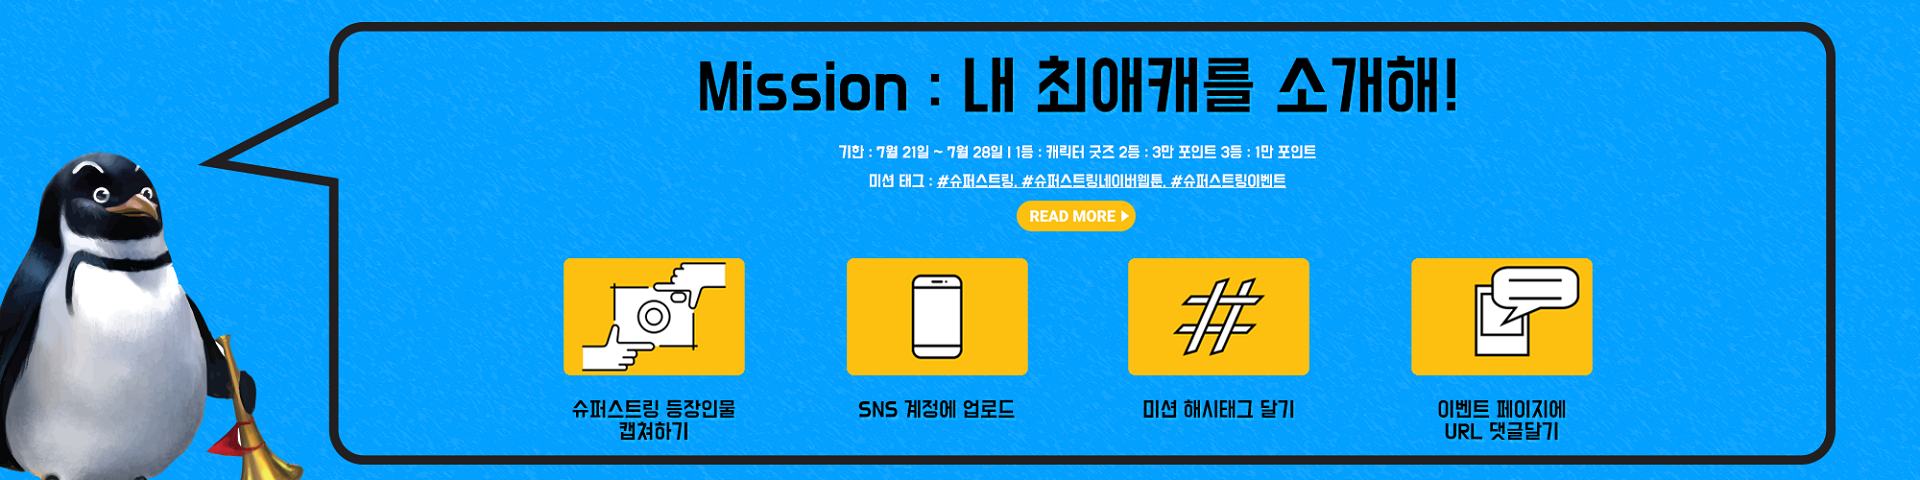 Mission : 내 최애캐를 소개해!
기한 : 7월 21일 ~ 7월 28일 I 1등 : 캐릭터 굿즈 2등 : 3만 포인트 3등 : 1만 포인트
미션 태그 : #슈퍼스트링, #슈퍼스트링네이버웹툰, #슈퍼스트링이벤트
READ MORE
슈퍼스트링 등장인물
캡쳐하기
SNS 계정에 업로드
미션 해시태그 달기
이벤트 페이지에
URL 댓글달기